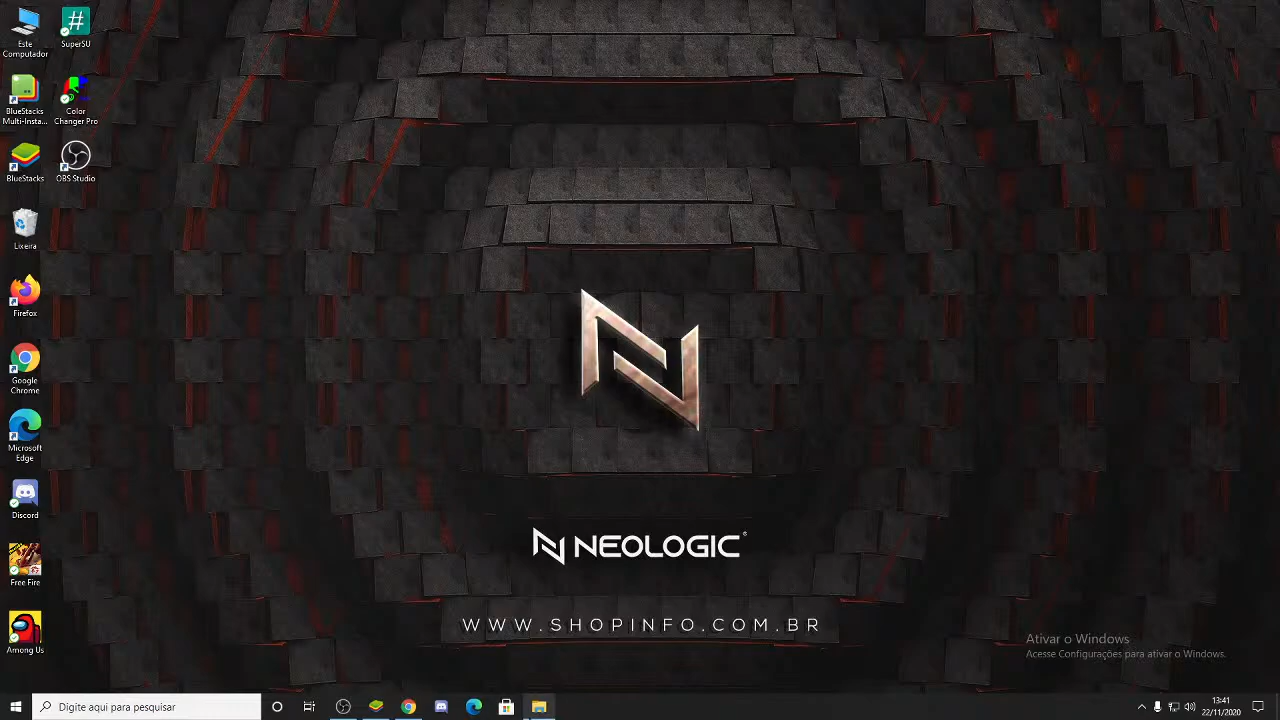 Este
Computador
SuperSU
BlueStacks
Multi-Insta...
Color
Changer Pro
BlueStacks
OBS Studio
Lixeira
Firefox
Google
Chrome
Microsoft
Edge
Discord
Free Fire
Among Us
NEOLOGIC®
WWW.SHOPINFO.COM.BR
Ativar o Windows
Acesse Configurações para ativar o Windows.
Digite aqui para pesquisar
13:41
22/11/2020